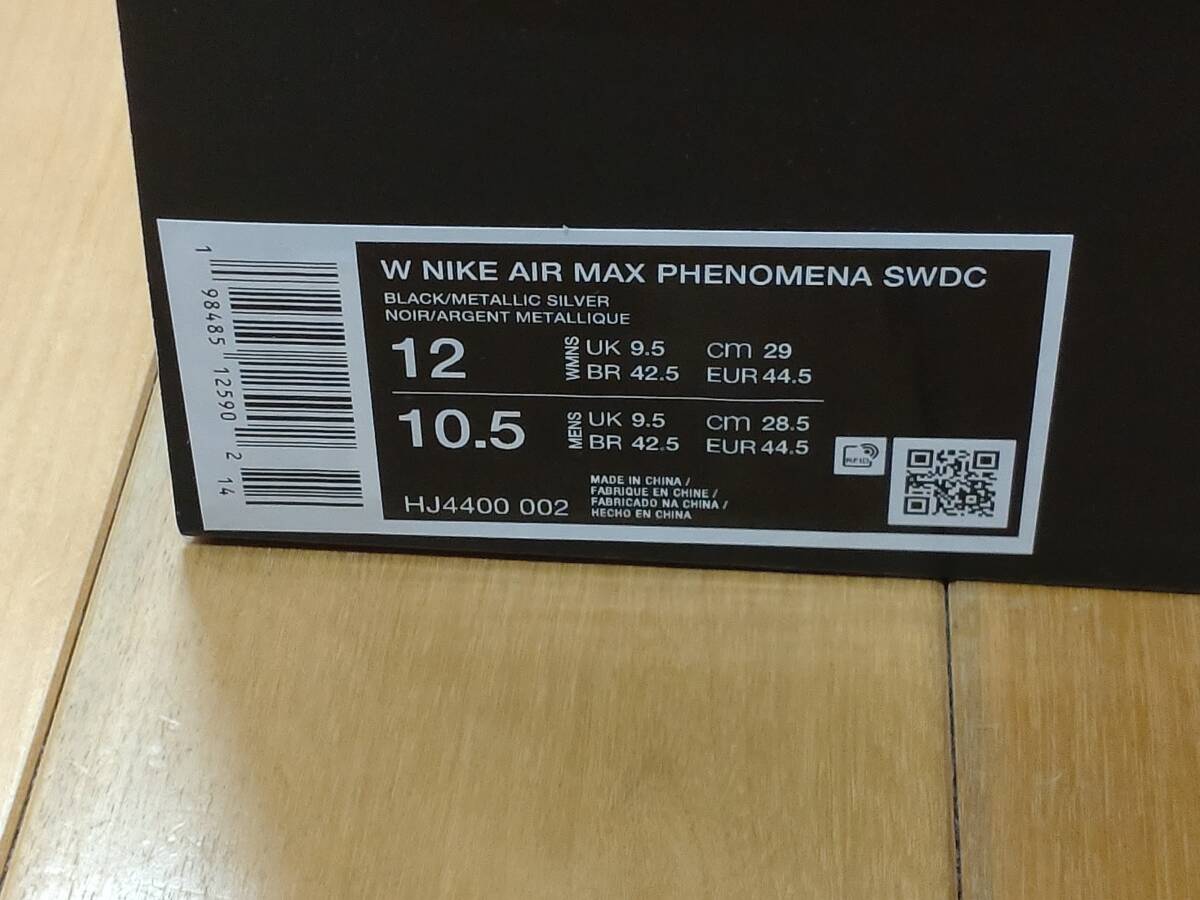 W NIKE AIR MAX PHENOMENA SWDC
BLACK/METALLIC SILVER
NOIR/ARGENT METALLIQUE
12 WMNS UK 9.5 cm 29
BR 42.5 EUR 44.5
10.5 MENS UK 9.5 cm 28.5
BR 42.5 EUR 44.5
HJ4400 002
MADE IN CHINA /
FABRIQUE EN CHINE /
FABRICADO NA CHINA /
HECHO EN CHINA
RFID
1 98485 12590 2 14